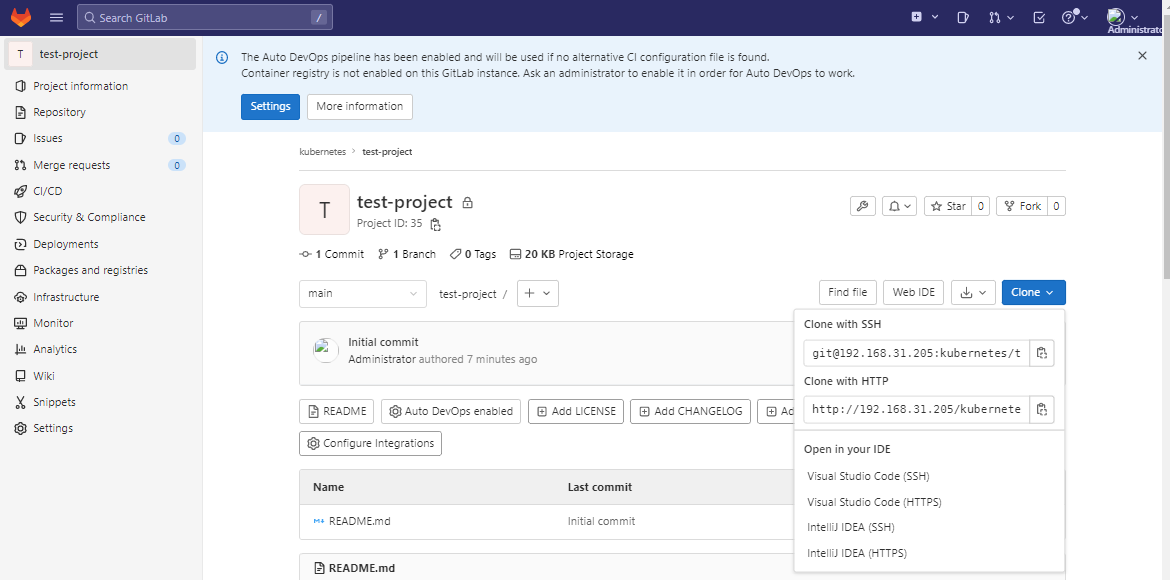 Search GitLab /
Administrato
T test-project
Project information
Repository
Issues 0
Merge requests 0
CI/CD
Security & Compliance
Deployments
Packages and registries
Infrastructure
Monitor
Analytics
Wiki
Snippets
Settings
The Auto DevOps pipeline has been enabled and will be used if no alternative CI configuration file is found.
Container registry is not enabled on this GitLab instance. Ask an administrator to enable it in order for Auto DevOps to work.
Settings More information
kubernetes > test-project
T
test-project
Project ID: 35
Star 0 Fork 0
1 Commit 1 Branch 0 Tags 20 KB Project Storage
main test-project / + Find file Web IDE Clone
Initial commit
Administrator authored 7 minutes ago
README Auto DevOps enabled Add LICENSE Add CHANGELOG Ad
Configure Integrations
Name Last commit
README.md Initial commit
README.md
Clone with SSH
git@192.168.31.205:kubernetes/t
Clone with HTTP
http://192.168.31.205/kubernete
Open in your IDE
Visual Studio Code (SSH)
Visual Studio Code (HTTPS)
IntelliJ IDEA (SSH)
IntelliJ IDEA (HTTPS)